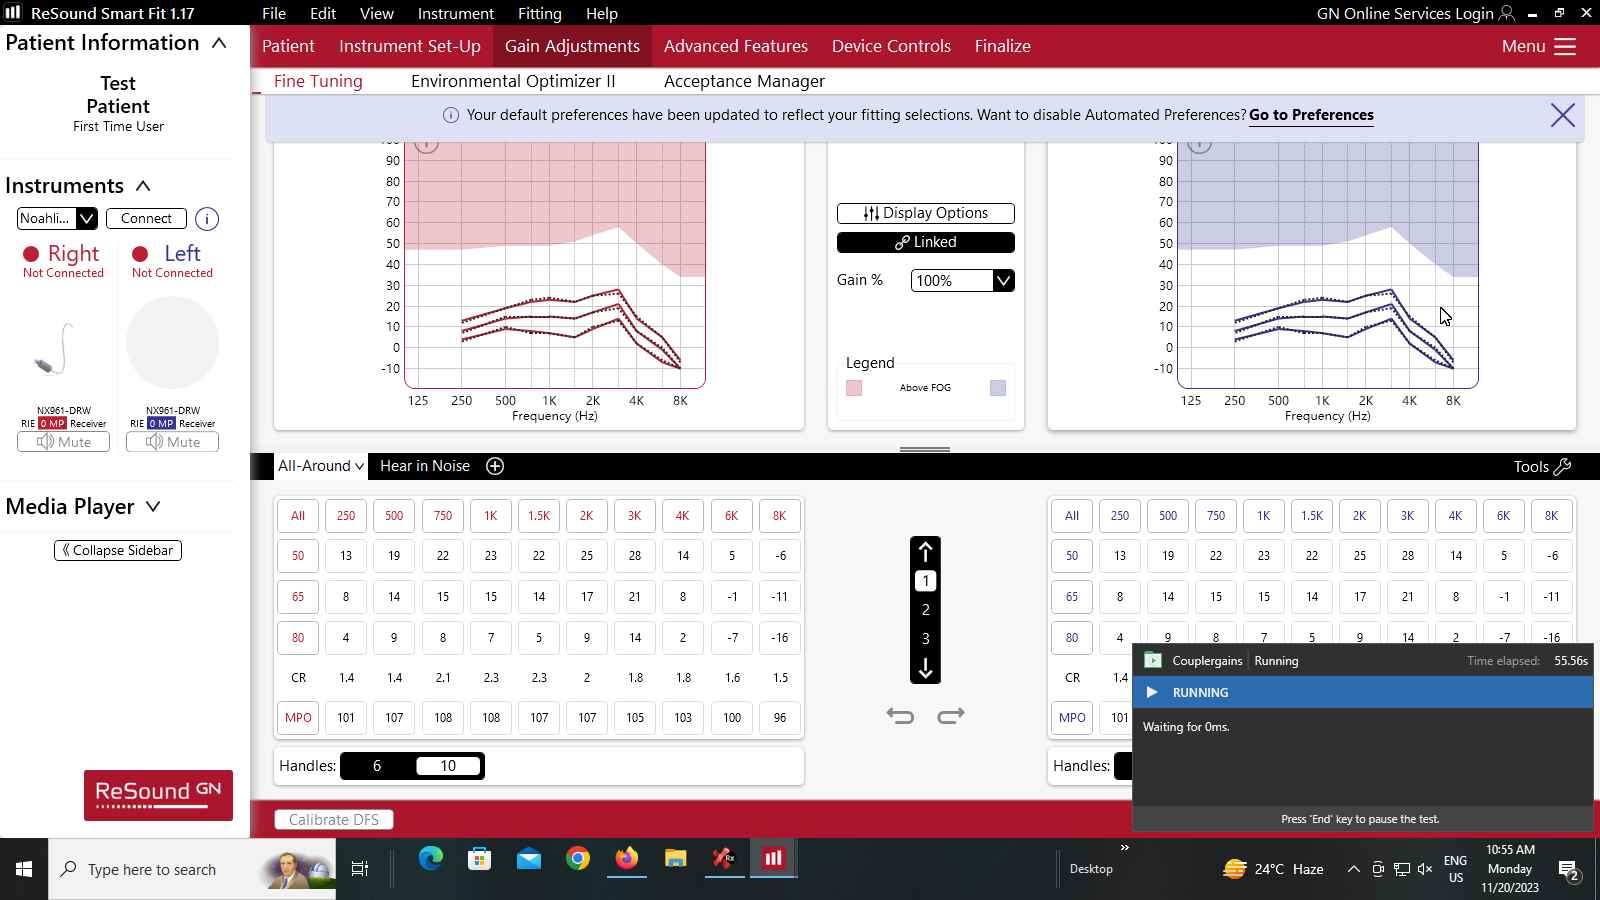 ReSound Smart Fit 1.17
File Edit View Instrument Fitting Help
GN Online Services Login
Patient Information
Test
Patient
First Time User
Instruments
Noahli... Connect i
Right Left
Not Connected Not Connected
NX961-DRW NX961-DRW
RIE 0 MP Receiver RIE 0 MP Receiver
Mute Mute
Media Player
Collapse Sidebar
ReSound GN
Patient Instrument Set-Up Gain Adjustments Advanced Features Device Controls Finalize Menu
Fine Tuning Environmental Optimizer II Acceptance Manager
Your default preferences have been updated to reflect your fitting selections. Want to disable Automated Preferences? Go to Preferences
90
80
70
60
50
40
30
20
10
0
-10
125 250 500 1K 2K 4K 8K
Frequency (Hz)
Display Options
Linked
Gain % 100%
Legend
Above FOG
90
80
70
60
50
40
30
20
10
0
-10
125 250 500 1K 2K 4K 8K
Frequency (Hz)
All-Around Hear in Noise Tools
All 250 500 750 1K 1.5K 2K 3K 4K 6K 8K
50 13 19 22 23 22 25 28 14 5 -6
65 8 14 15 15 14 17 21 8 -1 -11
80 4 9 8 7 5 9 14 2 -7 -16
CR 1.4 1.4 2.1 2.3 2.3 2 1.8 1.8 1.6 1.5
MPO 101 107 108 108 107 107 105 103 100 96
Handles: 6 10
1
2
3
All 250 500 750 1K 1.5K 2K 3K 4K 6K 8K
50 13 19 22 23 22 25 28 14 5 -6
65 8 14 15 15 14 17 21 8 -1 -11
80 4 9 8 7 5 9 14 2 -7 -16
CR 1.4
MPO 101
Handles:
Couplergains Running Time elapsed: 55.56s
RUNNING
Waiting for 0ms.
Press 'End' key to pause the test.
Calibrate DFS
Type here to search
Desktop
24°C Haze
ENG
US
10:55 AM
Monday
11/20/2023
2